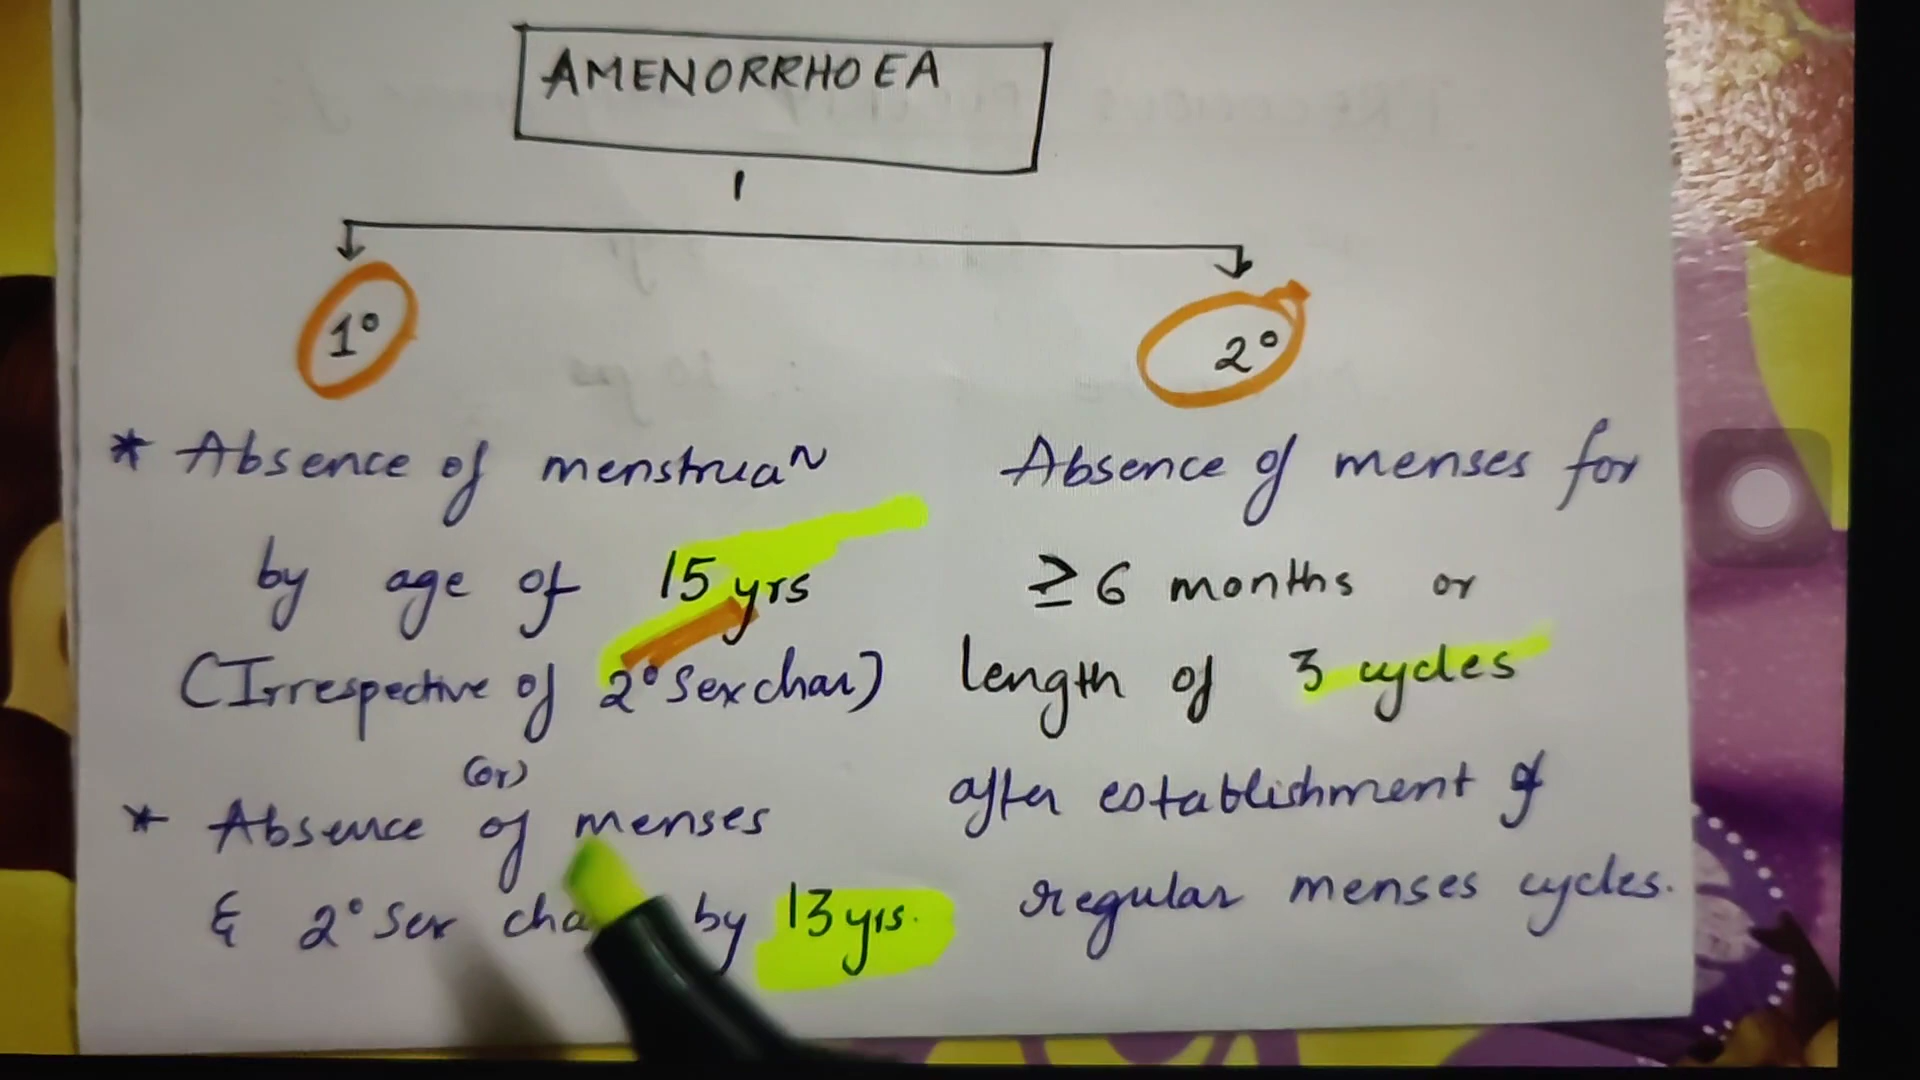 AMENORRHOEA
1°
2°
* Absence of menstrua~
by age of 15 yrs
(Irrespective of 2° Sex char)
(or)
* Absence of menses
& 2° Sex cha by 13 yrs.
Absence of menses for
≥ 6 months or
length of 3 cycles
after establishment of
regular menses cycles.